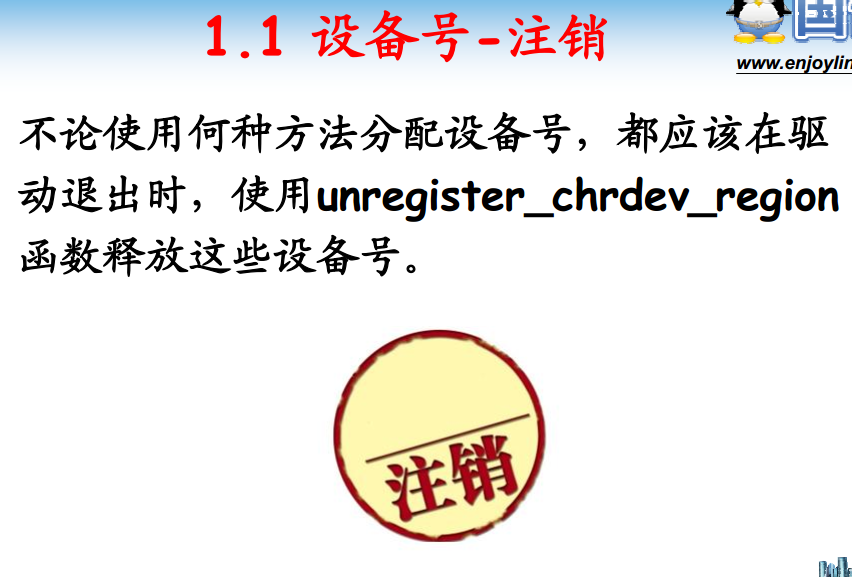 1.1 设备号-注销
www.enjoylin
不论使用何种方法分配设备号，都应该在驱
动退出时，使用unregister_chrdev_region
函数释放这些设备号。
注销